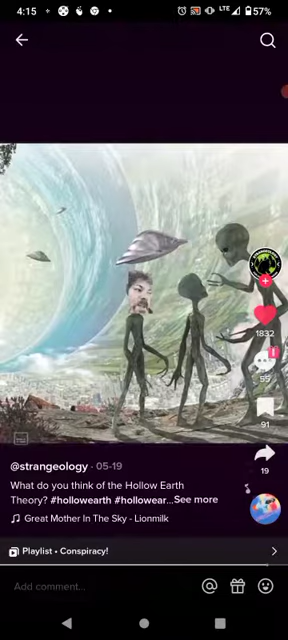 4:15
LTE
57%
1832
55
91
19
@strangeology · 05-19
What do you think of the Hollow Earth
Theory? #hollowearth #hollowear...See more
Great Mother In The Sky - Lionmilk
Playlist • Conspiracy!
Add comment...